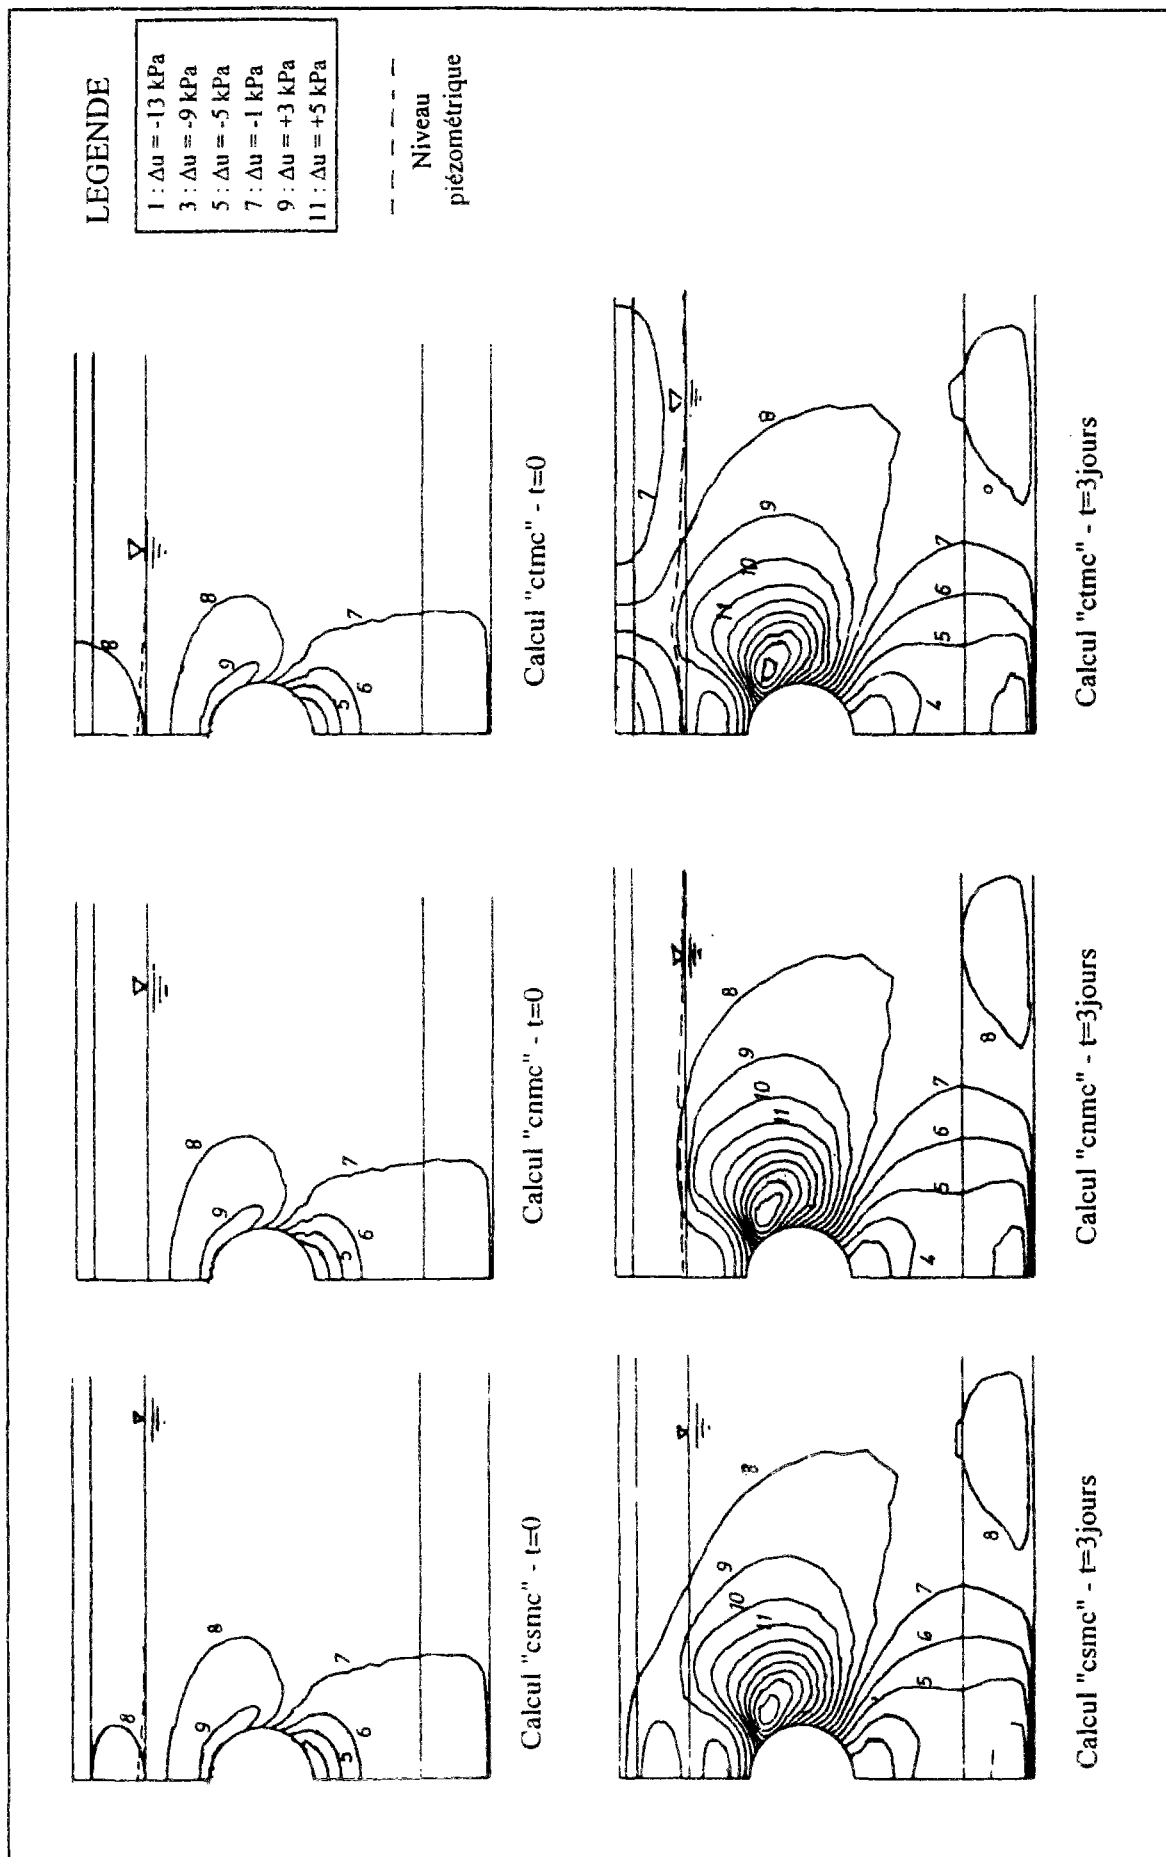 LEGENDE
1 : Δu = -13 kPa
3 : Δu = -9 kPa
5 : Δu = -5 kPa
7 : Δu = -1 kPa
9 : Δu = +3 kPa
11 : Δu = +5 kPa
Niveau
piézométrique
8
8
9
9
8
7
6
5
Calcul "csmc" - t=0
8
9
7
6
5
Calcul "cnmc" - t=0
8
8
7
6
5
Calcul "ctmc" - t=0
8
9
10
11
8
7
6
5
Calcul "csmc" - t=3jours
8
9
10
11
8
7
6
5
4
Calcul "cnmc" - t=3jours
7
8
9
10
11
7
6
5
4
Calcul "ctmc" - t=3jours